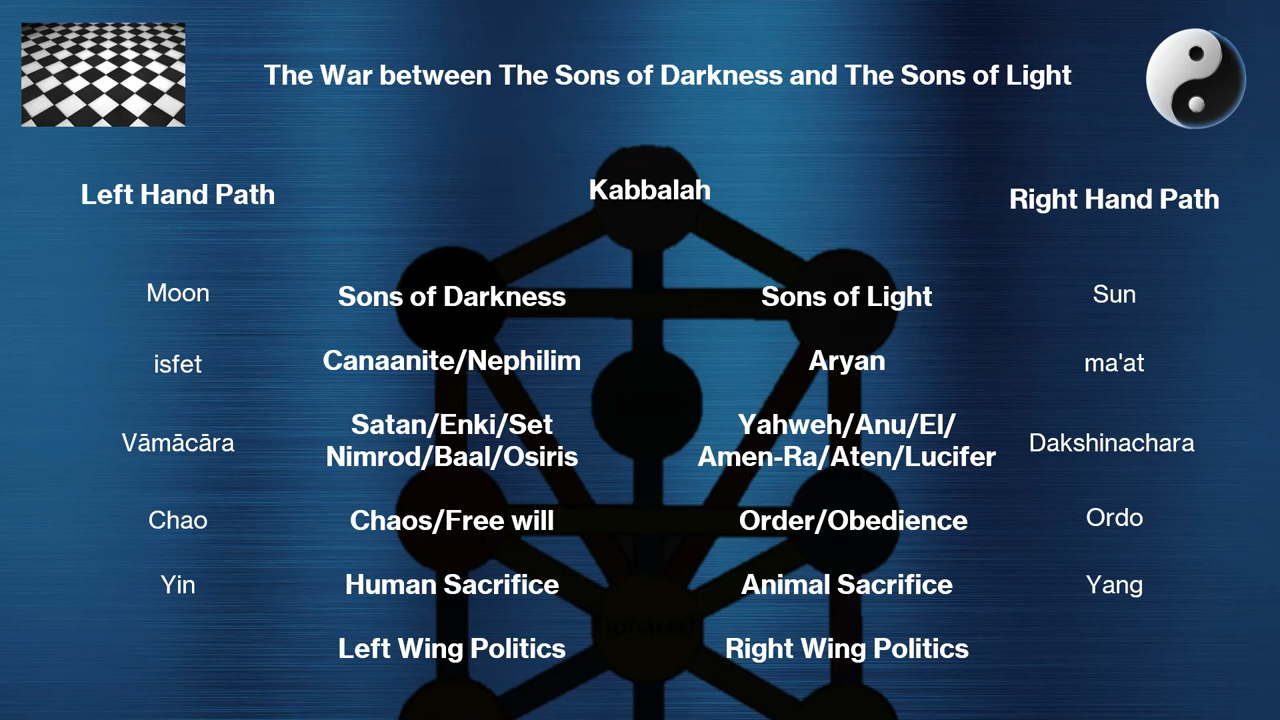 The War between The Sons of Darkness and The Sons of Light
Left Hand Path
Kabbalah
Right Hand Path
Moon
Sons of Darkness
Sons of Light
Sun
isfet
Canaanite/Nephilim
Aryan
ma'at
Vāmācāra
Satan/Enki/Set
Nimrod/Baal/Osiris
Yahweh/Anu/El/
Amen-Ra/Aten/Lucifer
Dakshinachara
Chao
Chaos/Free will
Order/Obedience
Ordo
Yin
Human Sacrifice
Animal Sacrifice
Yang
Left Wing Politics
Right Wing Politics